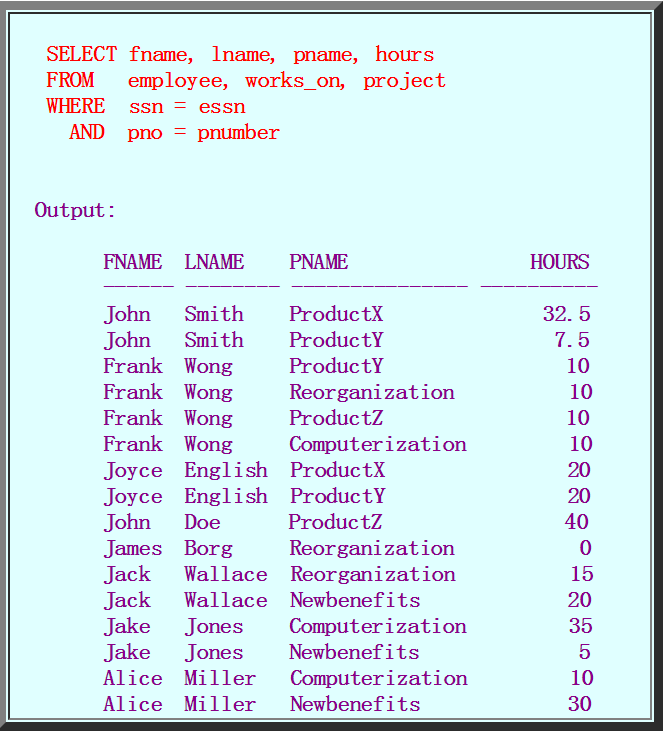 SELECT fname, lname, pname, hours
FROM employee, works_on, project
WHERE ssn = essn
AND pno = pnumber
Output:
FNAME LNAME PNAME HOURS
------ -------- --------------- ----------
John Smith ProductX 32.5
John Smith ProductY 7.5
Frank Wong ProductY 10
Frank Wong Reorganization 10
Frank Wong ProductZ 10
Frank Wong Computerization 10
Joyce English ProductX 20
Joyce English ProductY 20
John Doe ProductZ 40
James Borg Reorganization 0
Jack Wallace Reorganization 15
Jack Wallace Newbenefits 20
Jake Jones Computerization 35
Jake Jones Newbenefits 5
Alice Miller Computerization 10
Alice Miller Newbenefits 30